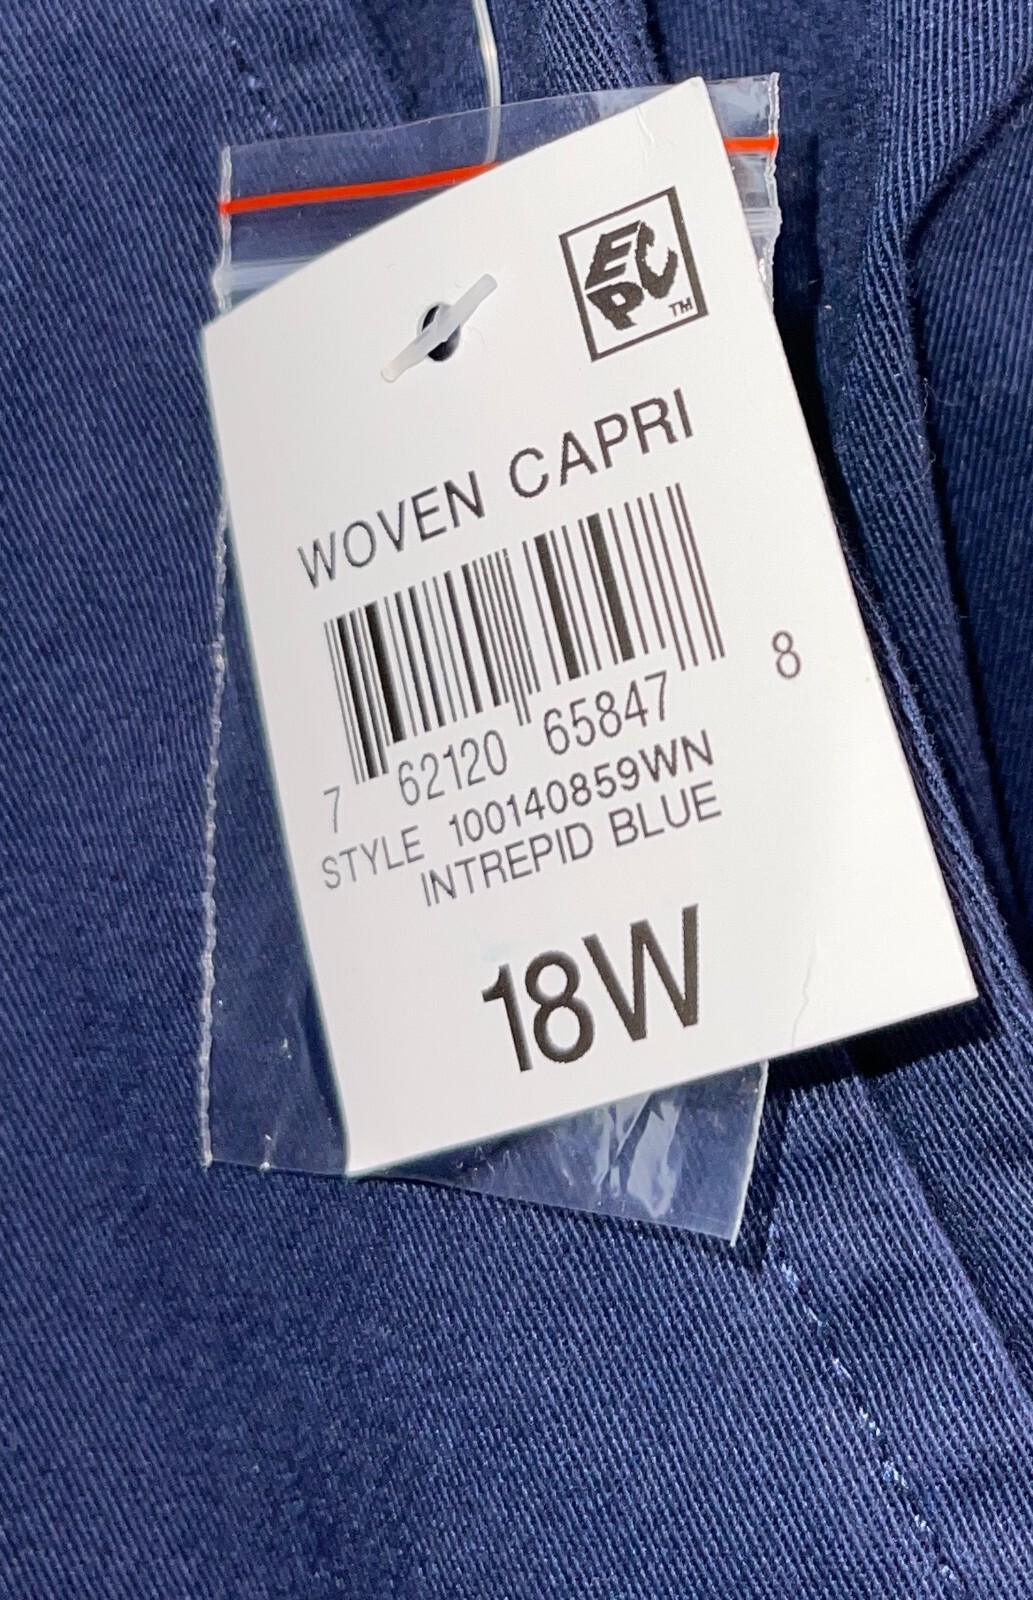 EPC
TM
WOVEN CAPRI
7 62120 65847 8
STYLE 100140859WN
INTREPID BLUE
18W